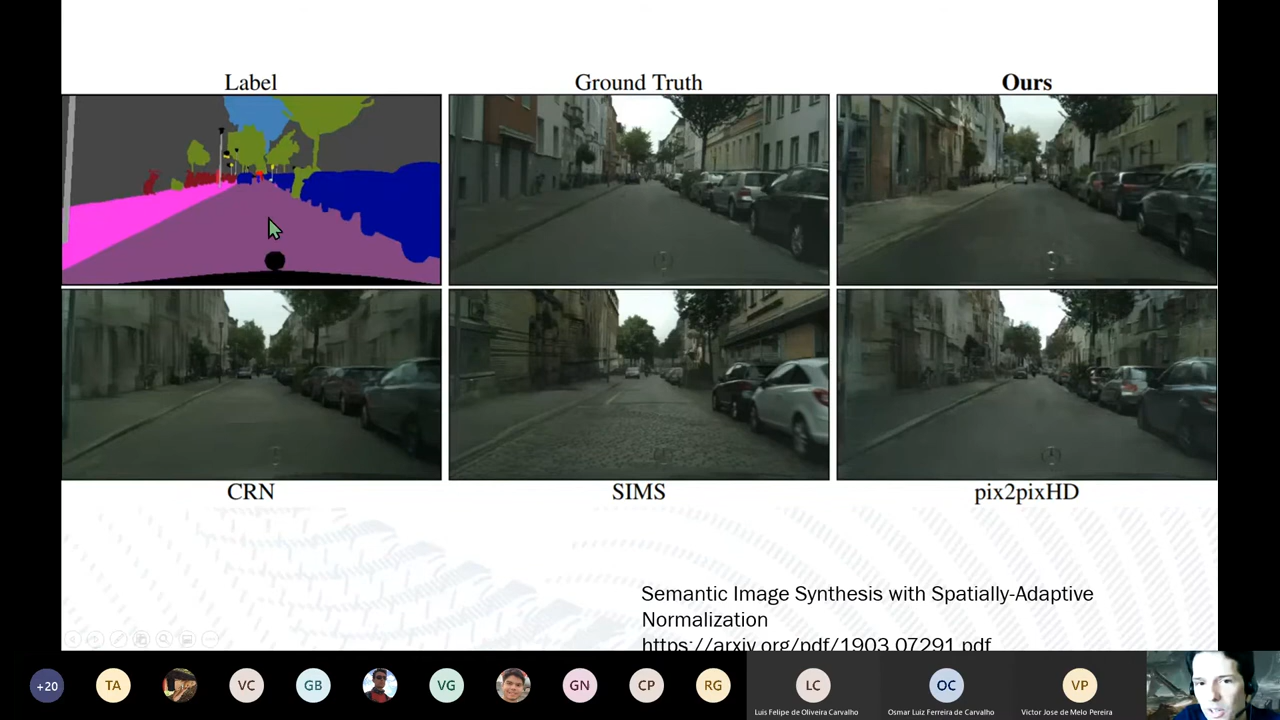 Label
Ground Truth
Ours
CRN
SIMS
pix2pixHD
Semantic Image Synthesis with Spatially-Adaptive
Normalization
https://arxiv.org/pdf/1903.07291.pdf
+20
TA
VC
GB
VG
GN
CP
RG
LC
OC
VP
Luis Felipe de Oliveira Carvalho
Osmar Luiz Ferreira de Carvalho
Victor Jose de Melo Pereira